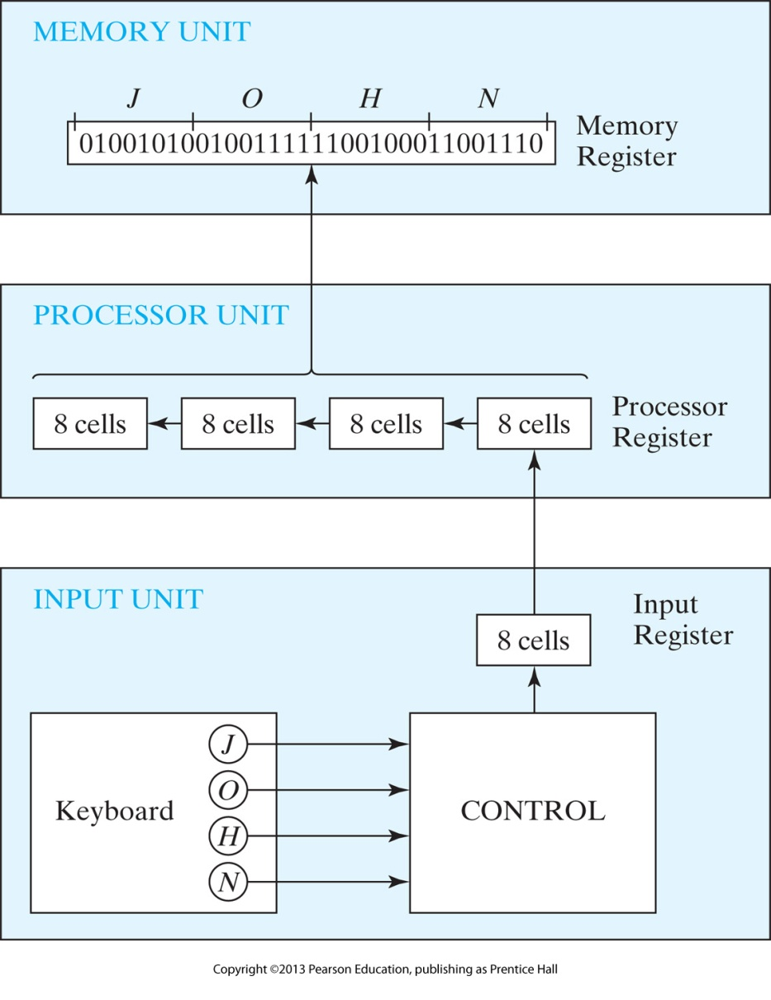 MEMORY UNIT
J O H N
01001010010011111100100011001110
Memory
Register
PROCESSOR UNIT
8 cells 8 cells 8 cells 8 cells
Processor
Register
INPUT UNIT
Input
Register
8 cells
J
O
Keyboard
H
N
CONTROL
Copyright ©2013 Pearson Education, publishing as Prentice Hall